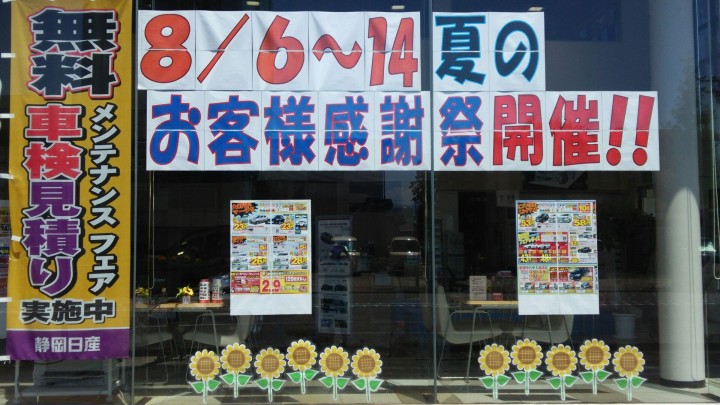 無料
メンテナンスフェア
車検見積り
実施中
静岡日産
8/6～14夏の
お客様感謝祭開催!!